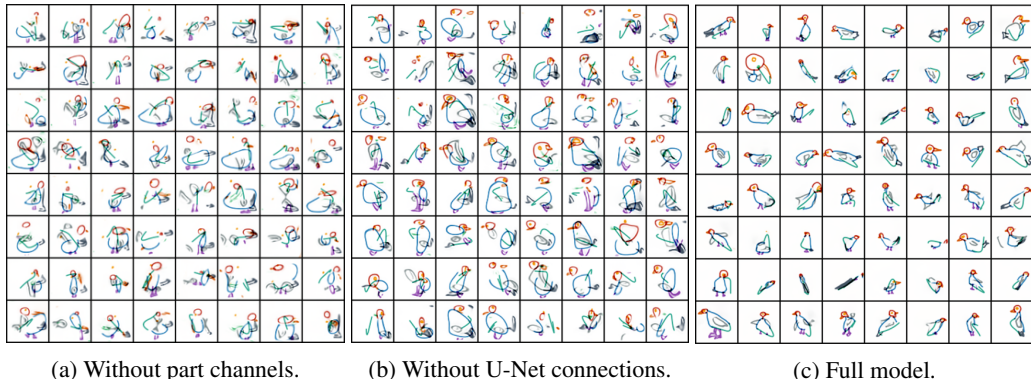 (a) Without part channels.
(b) Without U-Net connections.
(c) Full model.